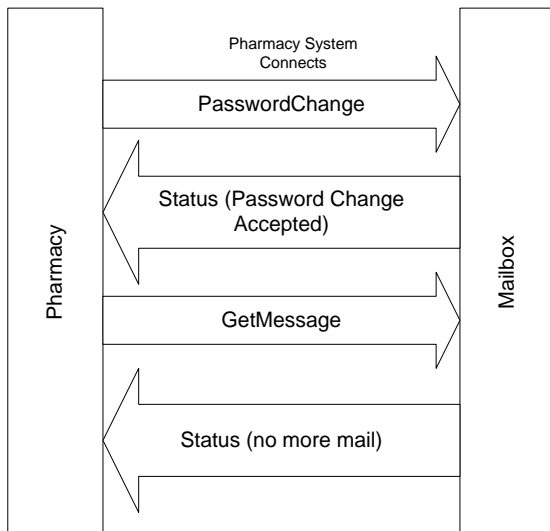 Pharmacy System
Connects
PasswordChange
Status (Password Change
Accepted)
Pharmacy
Mailbox
GetMessage
Status (no more mail)